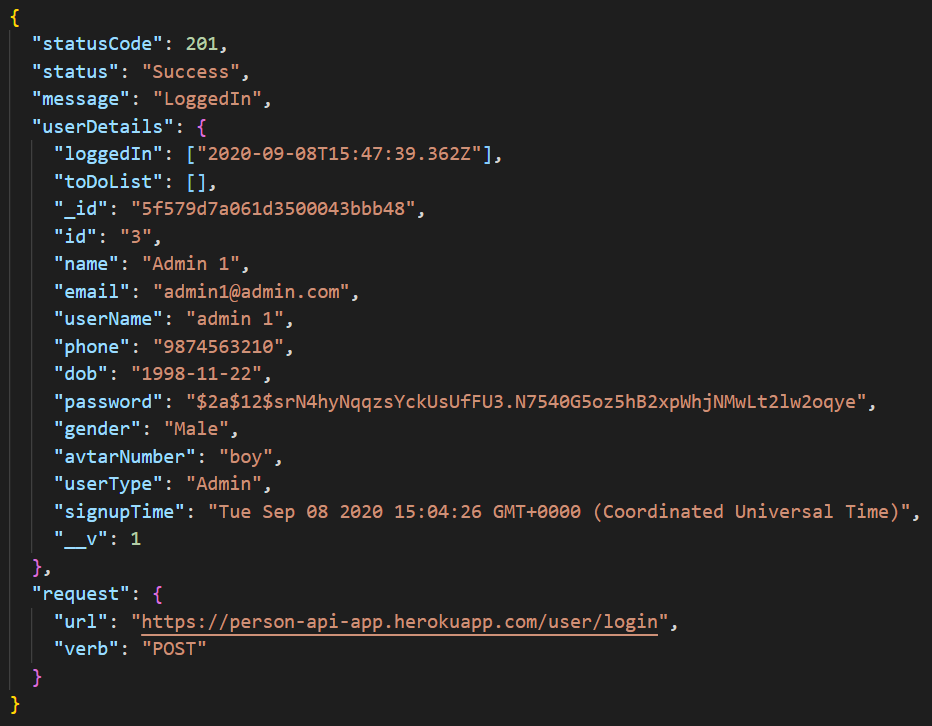 {
"statusCode": 201,
"status": "Success",
"message": "LoggedIn",
"userDetails": {
"loggedIn": ["2020-09-08T15:47:39.362Z"],
"toDoList": [],
"_id": "5f579d7a061d3500043bbb48",
"id": "3",
"name": "Admin 1",
"email": "admin1@admin.com",
"userName": "admin 1",
"phone": "9874563210",
"dob": "1998-11-22",
"password": "$2a$12$srN4hyNqqzsYckUsUfFU3.N7540G5oz5hB2xpWhjNMwLt2lw2oqye",
"gender": "Male",
"avtarNumber": "boy",
"userType": "Admin",
"signupTime": "Tue Sep 08 2020 15:04:26 GMT+0000 (Coordinated Universal Time)",
"__v": 1
},
"request": {
"url": "https://person-api-app.herokuapp.com/user/login",
"verb": "POST"
}
}